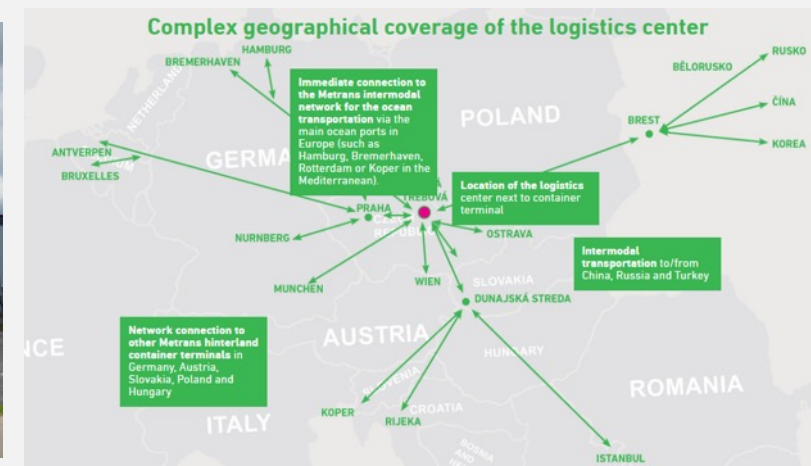 Complex geographical coverage of the logistics center
HAMBURG
BREMERHAVEN
RUSKO
BĚLORUSKO
NETHERLAND
Immediate connection to
the Metrans intermodal
network for the ocean
transportation via the
main ocean ports in
Europe (such as
Hamburg, Bremerhaven,
Rotterdam or Koper in the
Mediterranean).
POLAND
ČÍNA
BREST
KOREA
ANTVERPEN
BRUXELLES
Location of the logistics
center next to container
terminal
TŘEBOVÁ
PRAHA
NURNBERG
OSTRAVA
Intermodal
transportation to/from
China, Russia and Turkey
WIEN
SLOVAKIA
MUNCHEN
DUNAJSKÁ STREDA
Network connection to
other Metrans hinterland
container terminals in
Germany, Austria,
Slovakia, Poland and
Hungary
AUSTRIA
HUNGARY
ROMANIA
SLOVENIA
CROATIA
KOPER
RIJEKA
ITALY
BOSNIA
AND
ISTANBUL